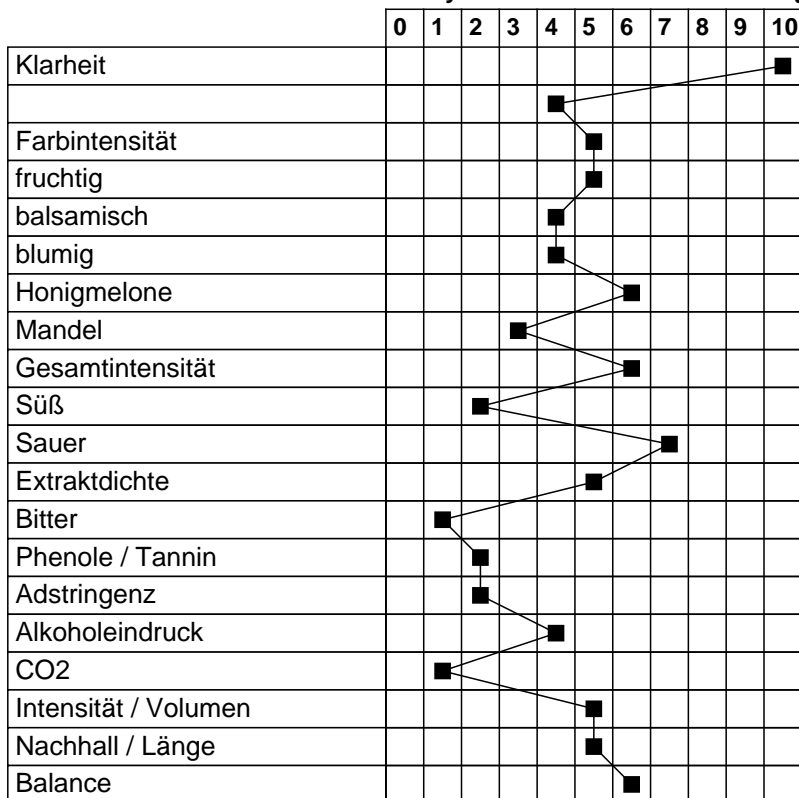 0 1 2 3 4 5 6 7 8 9 10
Klarheit
Farbintensität
fruchtig
balsamisch
blumig
Honigmelone
Mandel
Gesamtintensität
Süß
Sauer
Extraktdichte
Bitter
Phenole / Tannin
Adstringenz
Alkoholeindruck
CO2
Intensität / Volumen
Nachhall / Länge
Balance